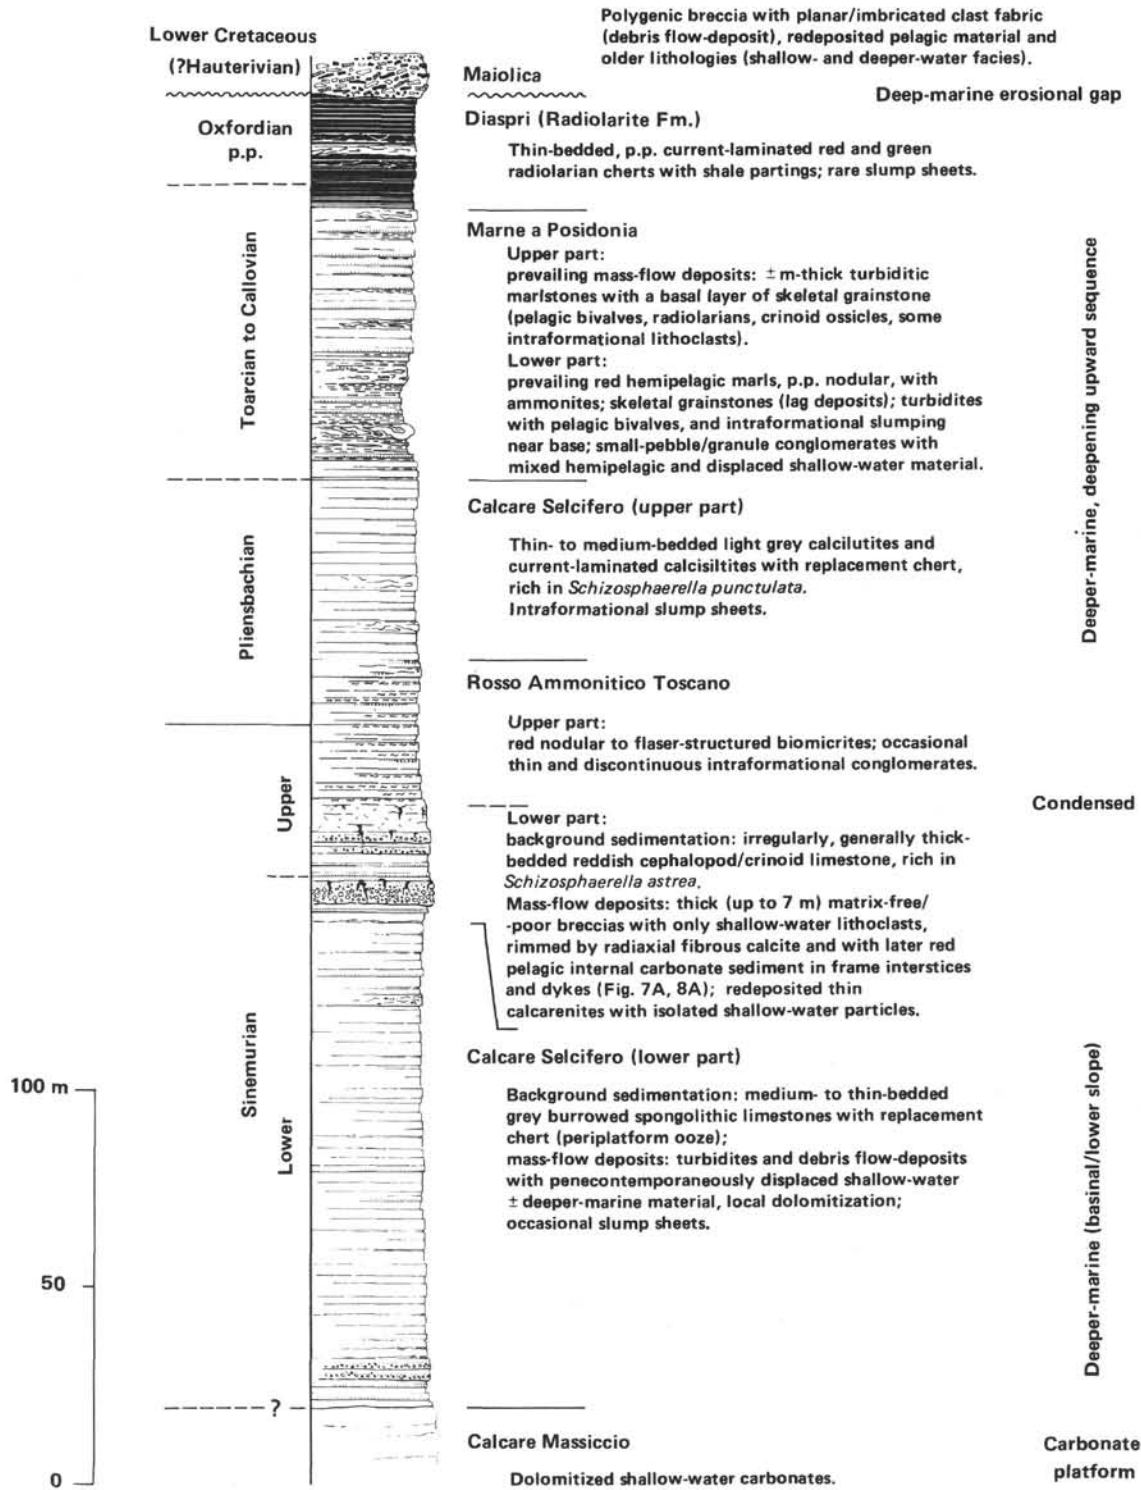 Polygenic breccia with planar/imbricated clast fabric
(debris flow-deposit), redeposited pelagic material and
older lithologies (shallow- and deeper-water facies).
Lower Cretaceous
(?Hauterivian)
Maiolica
Deep-marine erosional gap
Diaspri (Radiolarite Fm.)
Oxfordian
p.p.
Thin-bedded, p.p. current-laminated red and green
radiolarian cherts with shale partings; rare slump sheets.
Marne a Posidonia
Toarcian to Callovian
Upper part:
prevailing mass-flow deposits: ± m-thick turbiditic
marlstones with a basal layer of skeletal grainstone
(pelagic bivalves, radiolarians, crinoid ossicles, some
intraformational lithoclasts).
Lower part:
prevailing red hemipelagic marls, p.p. nodular, with
ammonites; skeletal grainstones (lag deposits); turbidites
with pelagic bivalves, and intraformational slumping
near base; small-pebble/granule conglomerates with
mixed hemipelagic and displaced shallow-water material.
Deeper-marine, deepening upward sequence
Calcare Selcifero (upper part)
Pliensbachian
Thin- to medium-bedded light grey calcilutites and
current-laminated calcisiltites with replacement chert,
rich in Schizosphaerella punctulata.
Intraformational slump sheets.
Rosso Ammonitico Toscano
Upper part:
red nodular to flaser-structured biomicrites; occasional
thin and discontinuous intraformational conglomerates.
Condensed
Sinemurian
Upper
Lower part:
background sedimentation: irregularly, generally thick-
bedded reddish cephalopod/crinoid limestone, rich in
Schizosphaerella astrea.
Mass-flow deposits: thick (up to 7 m) matrix-free/
-poor breccias with only shallow-water lithoclasts,
rimmed by radiaxial fibrous calcite and with later red
pelagic internal carbonate sediment in frame interstices
and dykes (Fig. 7A, 8A); redeposited thin
calcarenites with isolated shallow-water particles.
Calcare Selcifero (lower part)
Lower
Background sedimentation: medium- to thin-bedded
grey burrowed spongolithic limestones with replacement
chert (periplatform ooze);
mass-flow deposits: turbidites and debris flow-deposits
with penecontemporaneously displaced shallow-water
± deeper-marine material, local dolomitization;
occasional slump sheets.
Deeper-marine (basinal/lower slope)
100 m
50
0
?
Calcare Massiccio
Dolomitized shallow-water carbonates.
Carbonate
platform